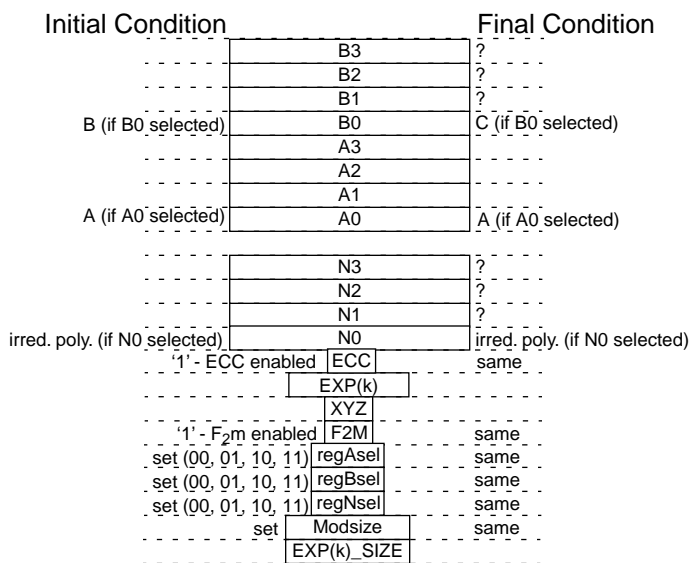 Initial Condition Final Condition
B3 ?
B2 ?
B1 ?
B (if B0 selected) B0 C (if B0 selected)
A3
A2
A1
A (if A0 selected) A0 A (if A0 selected)
N3 ?
N2 ?
N1 ?
irred. poly. (if N0 selected) N0 irred. poly. (if N0 selected)
'1' - ECC enabled ECC same
EXP(k)
XYZ
'1' - F2m enabled F2M same
set (00, 01, 10, 11) regAsel same
set (00, 01, 10, 11) regBsel same
set (00, 01, 10, 11) regNsel same
set Modsize same
EXP(k)_SIZE